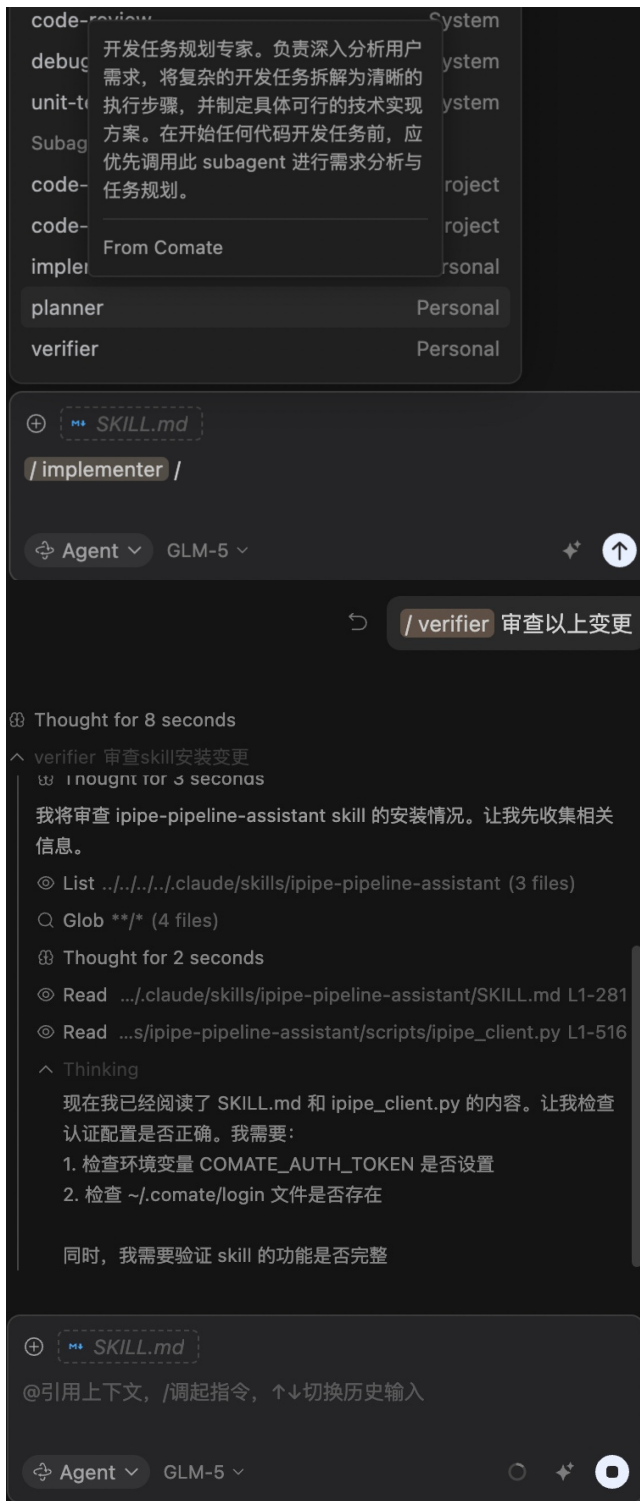 code-review System
开发任务规划专家。负责深入分析用户
debug ystem
需求，将复杂的开发任务拆解为清晰的
unit-te 执行步骤，并制定具体可行的技术实现 ystem
方案。在开始任何代码开发任务前，应
Subag 优先调用此 subagent 进行需求分析与
code- 任务规划。 roject
code- From Comate roject
implem rsonal
planner Personal
verifier Personal
SKILL.md
/ implementer /
Agent GLM-5
/ verifier 审查以上变更
Thought for 8 seconds
verifier 审查skill安装变更
Thought for 3 seconds
我将审查 ipipe-pipeline-assistant skill 的安装情况。让我先收集相关
信息。
List ../../../../.claude/skills/ipipe-pipeline-assistant (3 files)
Glob **/* (4 files)
Thought for 2 seconds
Read .../.claude/skills/ipipe-pipeline-assistant/SKILL.md L1-281
Read ...s/ipipe-pipeline-assistant/scripts/ipipe_client.py L1-516
Thinking
现在我已经阅读了 SKILL.md 和 ipipe_client.py 的内容。让我检查
认证配置是否正确。我需要：
1. 检查环境变量 COMATE_AUTH_TOKEN 是否设置
2. 检查 ~/.comate/login 文件是否存在
同时，我需要验证 skill 的功能是否完整
SKILL.md
@引用上下文，/调起指令，↑↓切换历史输入
Agent GLM-5